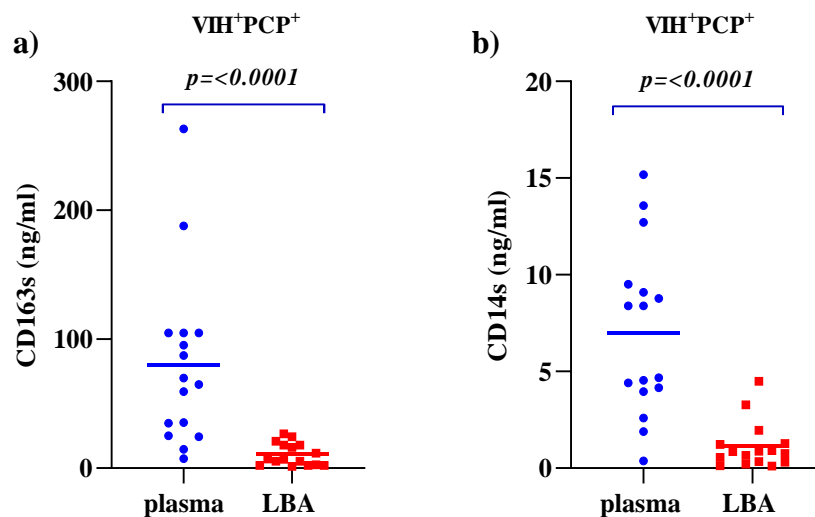 a)
VIH⁺PCP⁺
p=<0.0001
300
200
100
0
CD163s (ng/ml)
plasma
LBA
b)
VIH⁺PCP⁺
p=<0.0001
20
15
10
5
0
CD14s (ng/ml)
plasma
LBA